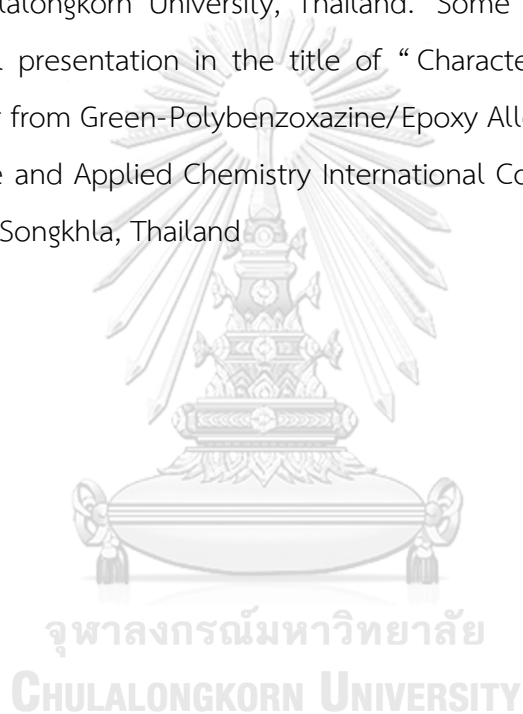 lalongkorn University, Thailand. Some
l presentation in the title of “ Characte
r from Green-Polybenzoxazine/Epoxy All
e and Applied Chemistry International Co
Songkhla, Thailand
จุฬาลงกรณ์มหาวิทยาลัย
CHULALONGKORN UNIVERSITY